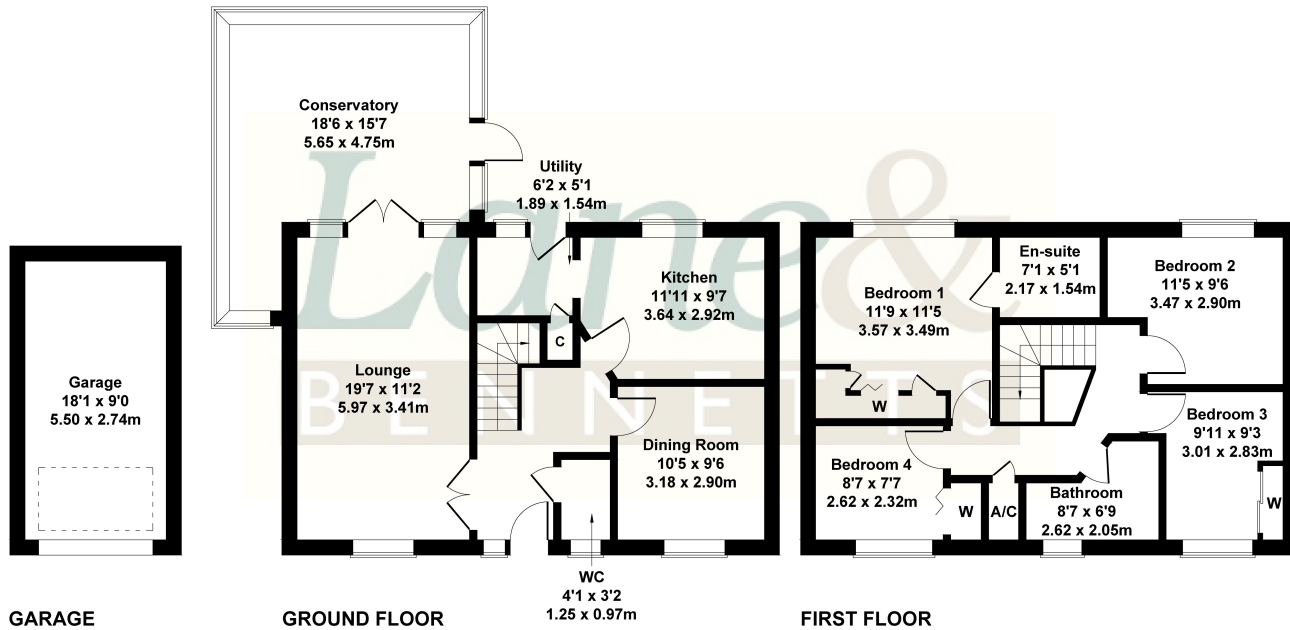 Conservatory
18'6 x 15'7
5.65 x 4.75m
Utility
6'2 x 5'1
1.89 x 1.54m
Kitchen
11'11 x 9'7
3.64 x 2.92m
C
Lounge
19'7 x 11'2
5.97 x 3.41m
Dining Room
10'5 x 9'6
3.18 x 2.90m
WC
4'1 x 3'2
1.25 x 0.97m
Garage
18'1 x 9'0
5.50 x 2.74m
En-suite
7'1 x 5'1
2.17 x 1.54m
Bedroom 1
11'9 x 11'5
3.57 x 3.49m
Bedroom 2
11'5 x 9'6
3.47 x 2.90m
W
Bedroom 3
9'11 x 9'3
3.01 x 2.83m
W
Bedroom 4
8'7 x 7'7
2.62 x 2.32m
W
A/C
Bathroom
8'7 x 6'9
2.62 x 2.05m
Lane &
BENNETTS
GARAGE
GROUND FLOOR
FIRST FLOOR